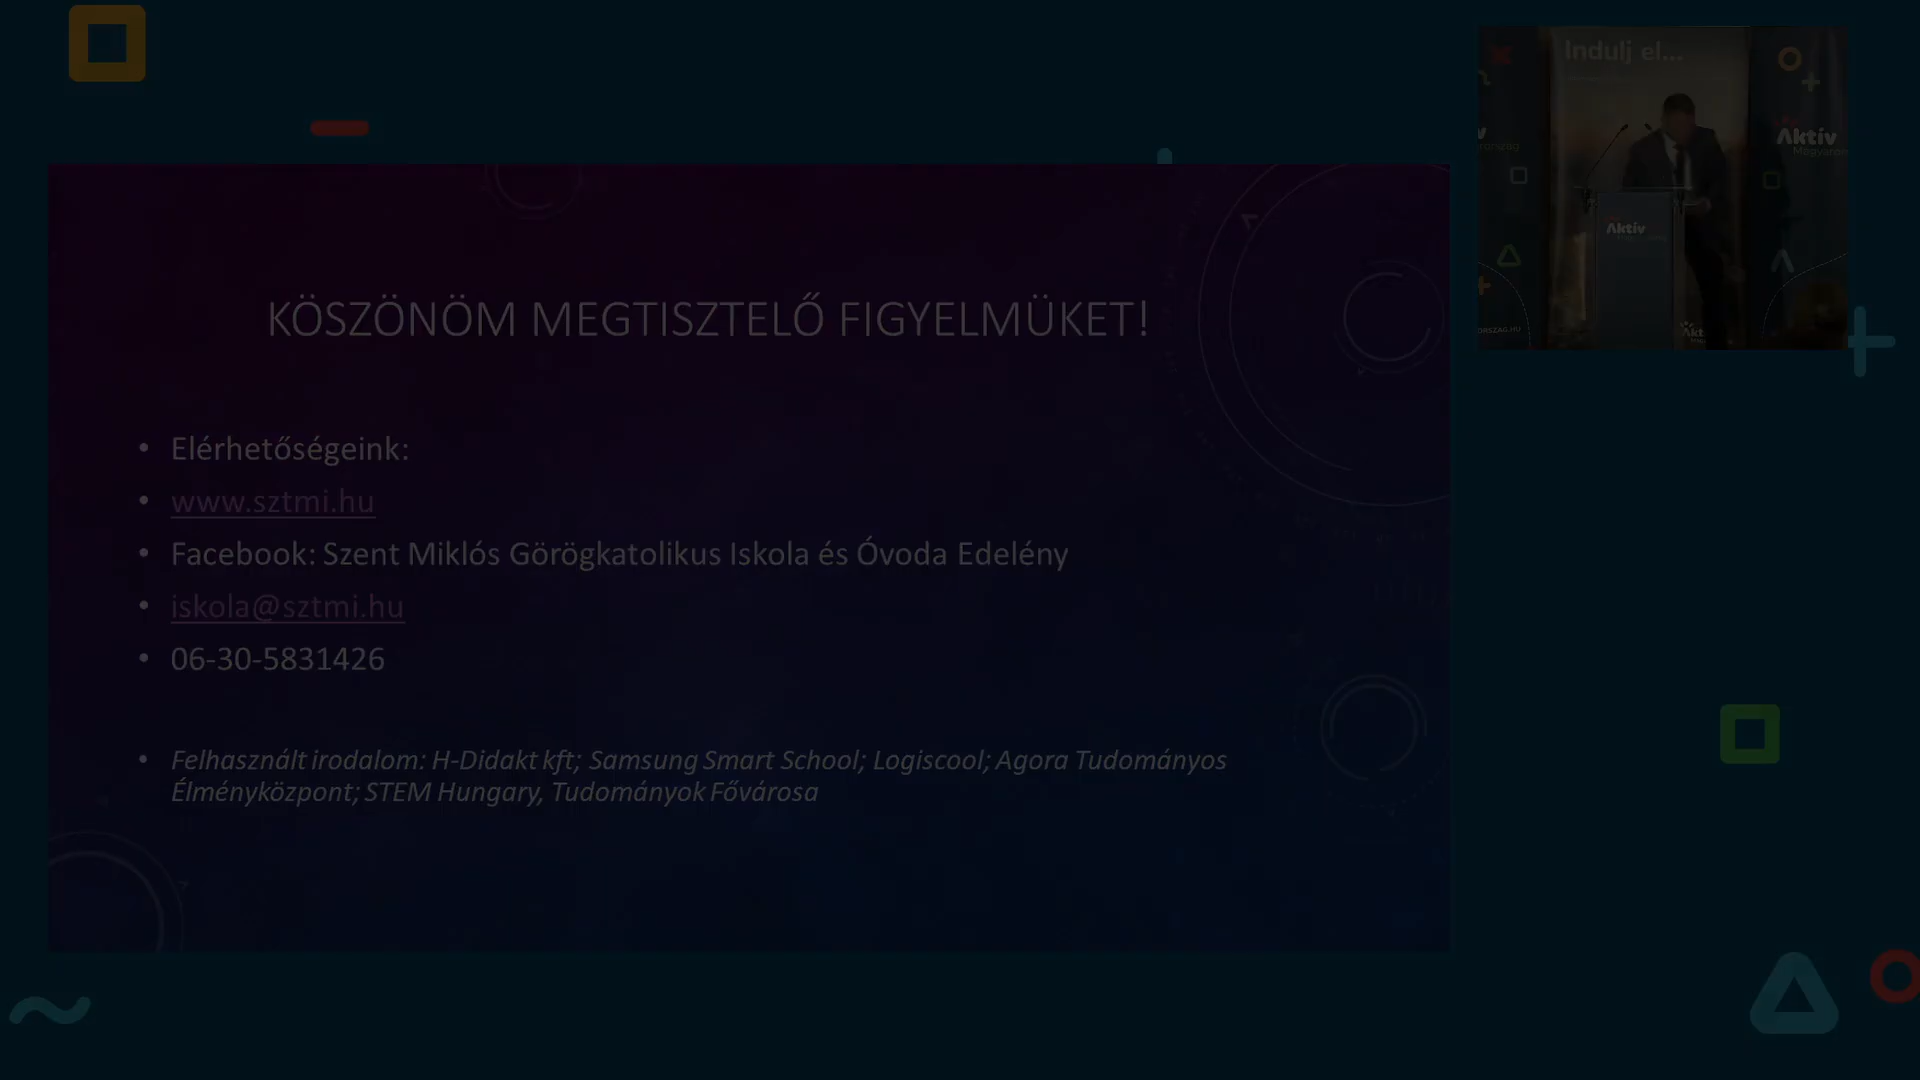 Indulj el...
Aktív
Aktív
KÖSZÖNÖM MEGTISZTELŐ FIGYELMÜKET!
• Elérhetőségeink:
• www.sztmi.hu
• Facebook: Szent Miklós Görögkatolikus Iskola és Óvoda Edelény
• iskola@sztmi.hu
• 06-30-5831426
• Felhasznált irodalom: H-Didakt kft; Samsung Smart School; Logiscool; Agora Tudományos
Élményközpont; STEM Hungary, Tudományok Fővárosa